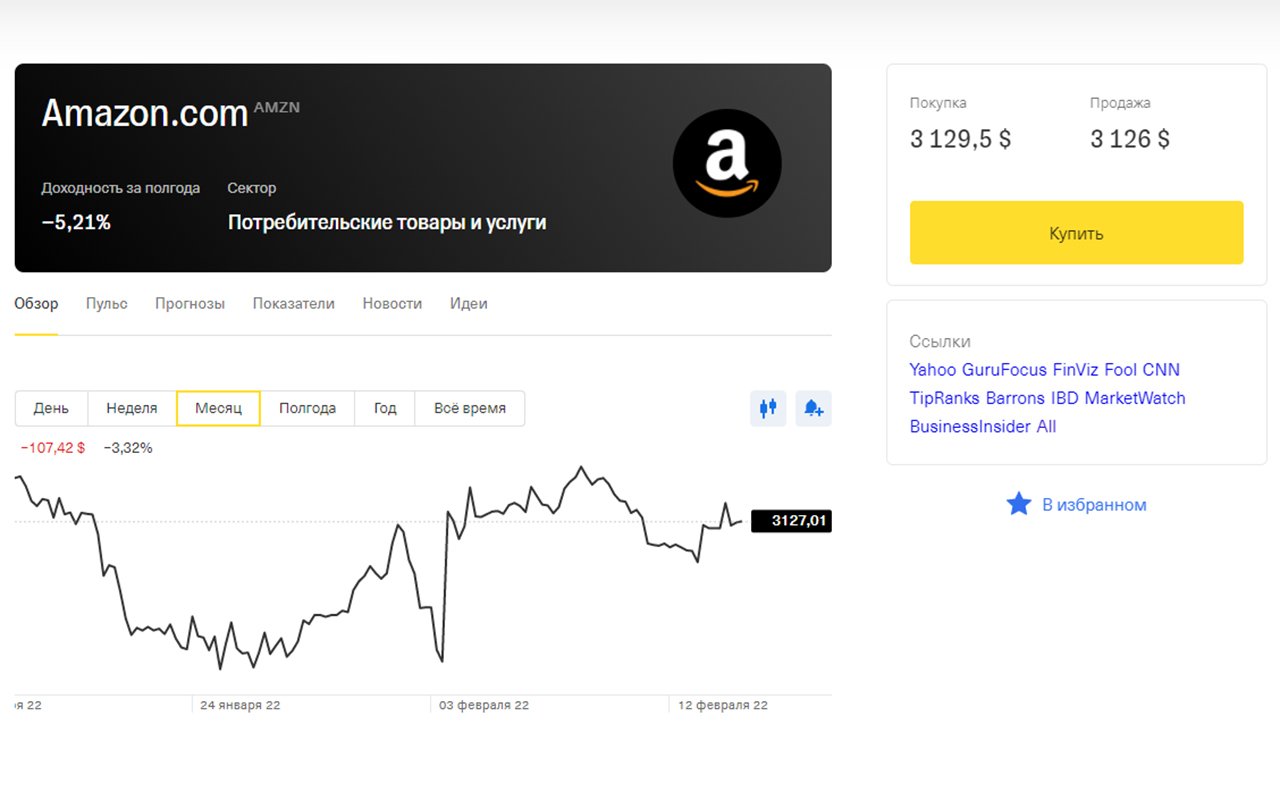 Amazon.com AMZN
Доходность за полгода Сектор
−5,21% Потребительские товары и услуги
Обзор Пульс Прогнозы Показатели Новости Идеи
День Неделя Месяц Полгода Год Всё время
−107,42 $ −3,32%
3127,01
я 22 24 января 22 03 февраля 22 12 февраля 22
Покупка Продажа
3 129,5 $ 3 126 $
Купить
Ссылки
Yahoo GuruFocus FinViz Fool CNN
TipRanks Barrons IBD MarketWatch
BusinessInsider All
В избранном